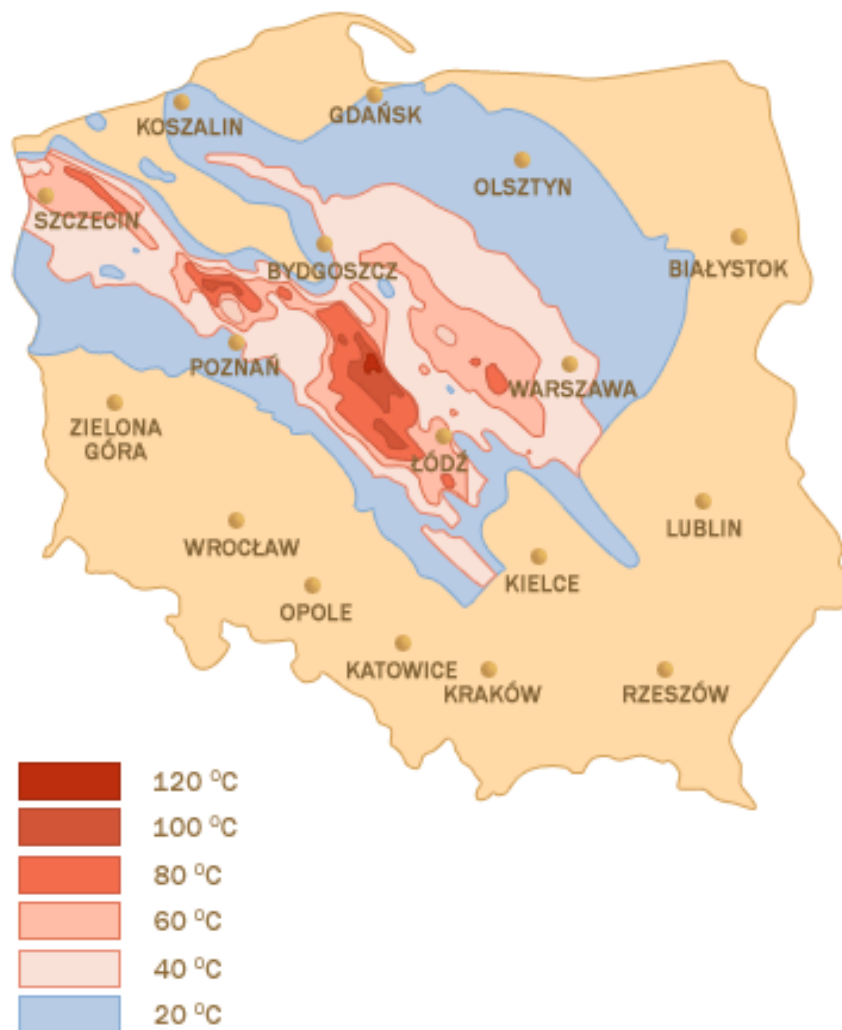 KOSZALIN
GDAŃSK
OLSZTYN
SZCZECIN
BYDGOSZCZ
BIAŁYSTOK
POZNAŃ
WARSZAWA
ZIELONA
GÓRA
ŁÓDŹ
LUBLIN
WROCŁAW
KIELCE
OPOLE
KATOWICE
KRAKÓW
RZESZÓW
120 °C
100 °C
80 °C
60 °C
40 °C
20 °C